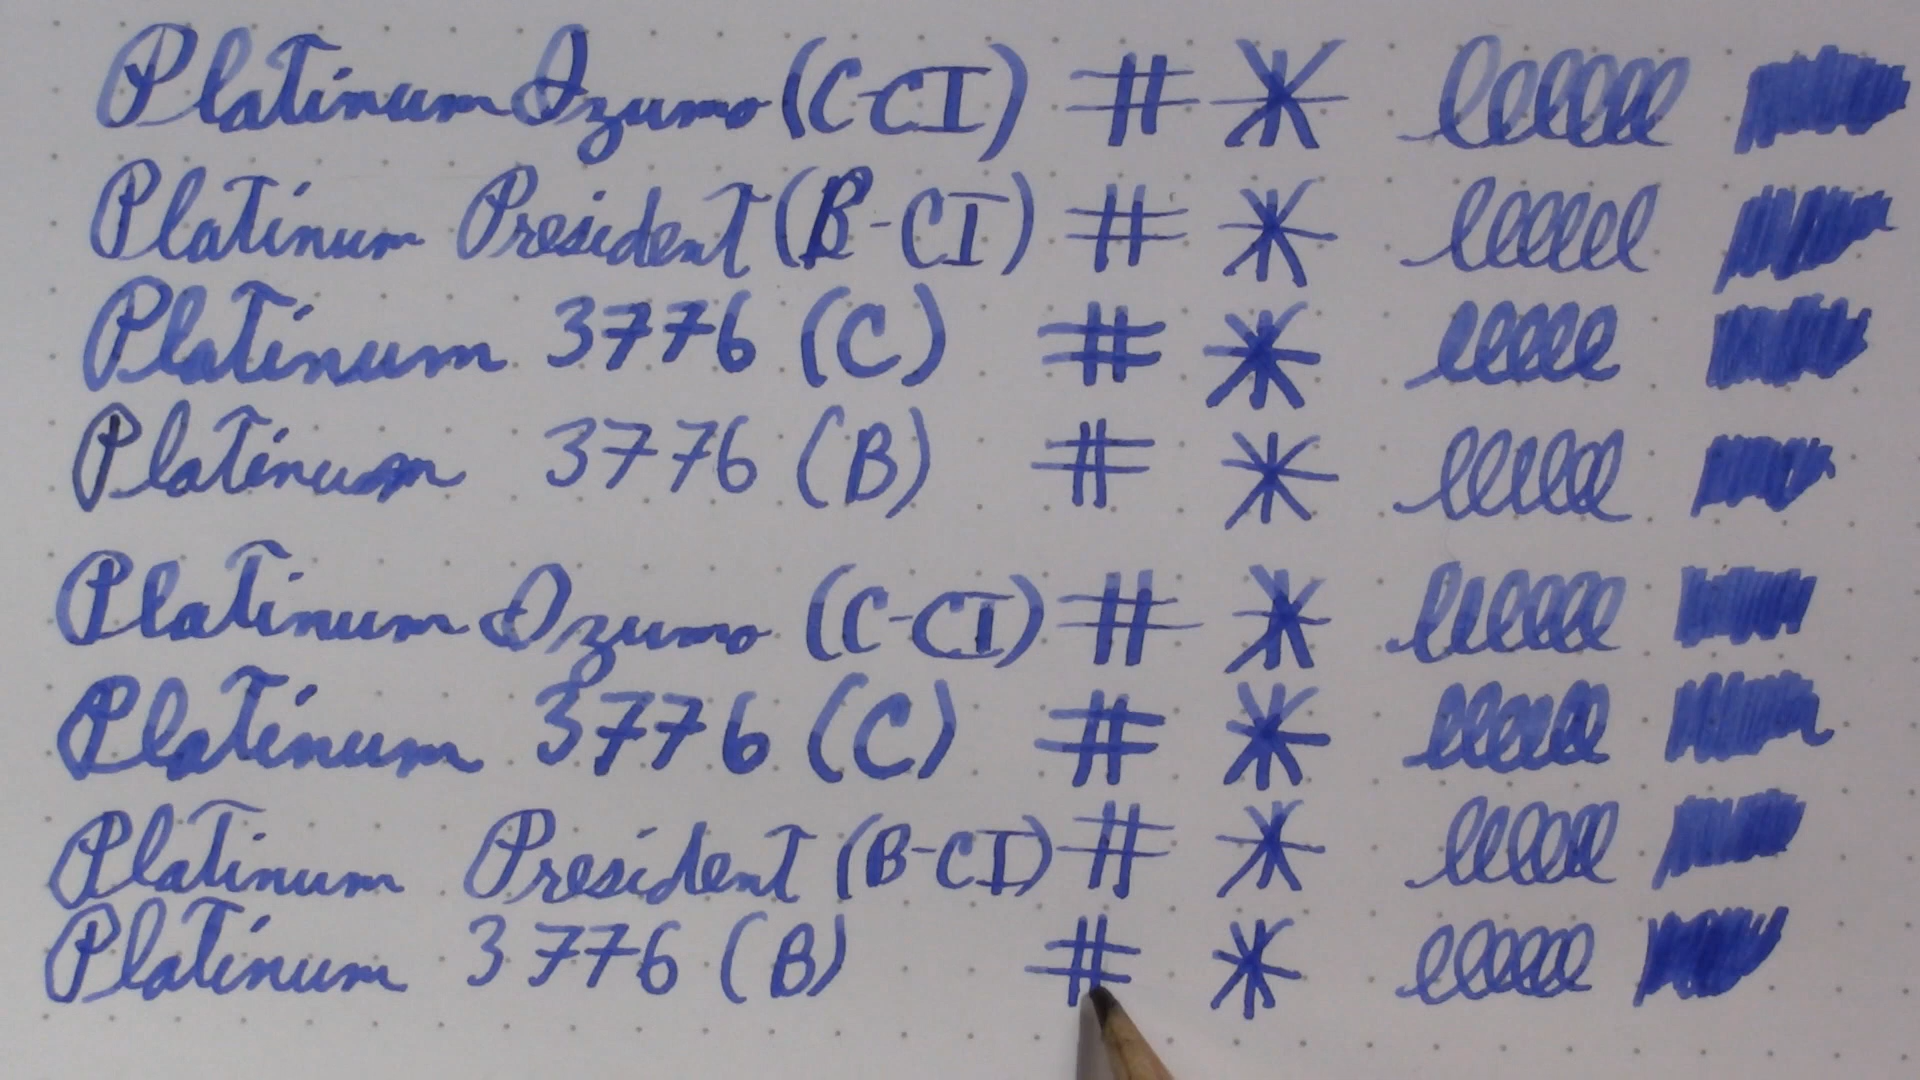 Platinum Izumo (C-CI) # *
Platinum President (B-CI) # *
Platinum 3776 (C) # *
Platinum 3776 (B) # *
Platinum Izumo (C-CI) # *
Platinum 3776 (C) # *
Platinum President (B-CI) # *
Platinum 3776 (B) # *